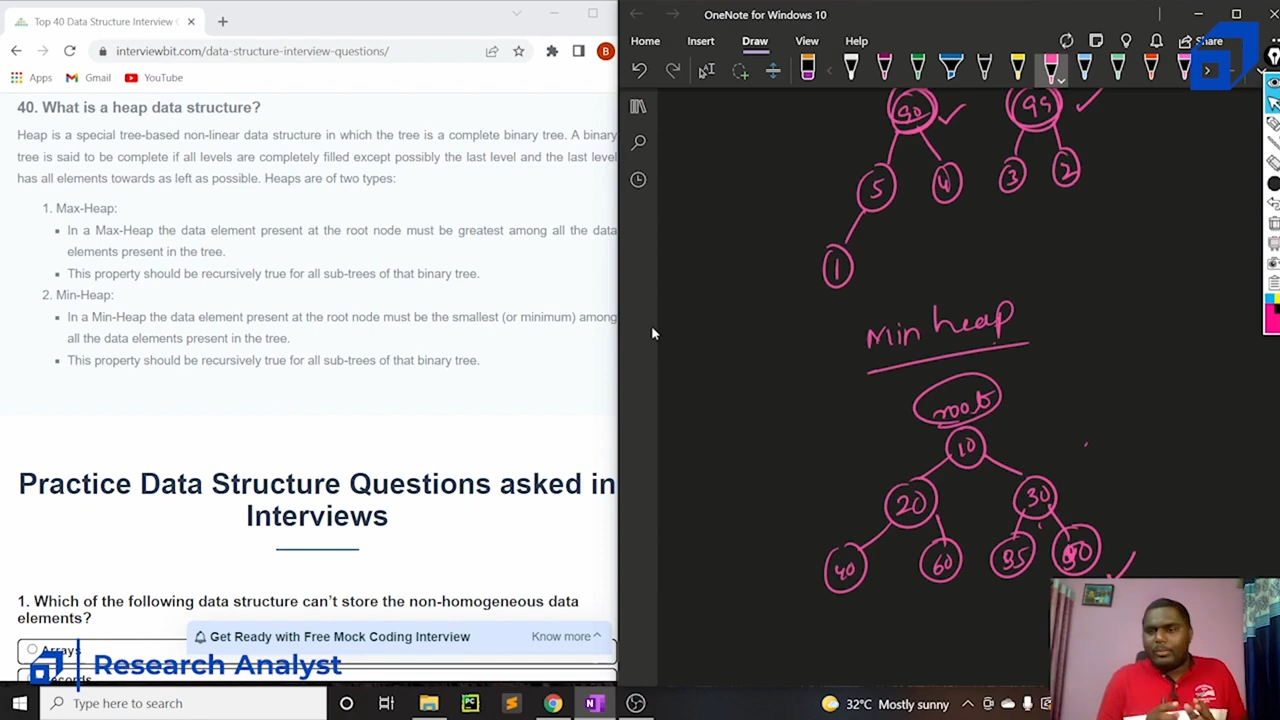 Top 40 Data Structure Interview
interviewbit.com/data-structure-interview-questions/
B
Apps
Gmail
YouTube
40. What is a heap data structure?
Heap is a special tree-based non-linear data structure in which the tree is a complete binary tree. A binary
tree is said to be complete if all levels are completely filled except possibly the last level and the last level
has all elements towards as left as possible. Heaps are of two types:
1. Max-Heap:
In a Max-Heap the data element present at the root node must be greatest among all the data
elements present in the tree.
This property should be recursively true for all sub-trees of that binary tree.
2. Min-Heap:
In a Min-Heap the data element present at the root node must be the smallest (or minimum) among
all the data elements present in the tree.
This property should be recursively true for all sub-trees of that binary tree.
Practice Data Structure Questions asked in
Interviews
1. Which of the following data structure can't store the non-homogeneous data
elements?
Arrays
Records
Get Ready with Free Mock Coding Interview
Know more
Research Analyst
Type here to search
OneNote for Windows 10
Home Insert Draw View Help
Share
5 4 3 2
1
Min heap
root
10
20 30
40 60
32°C Mostly sunny